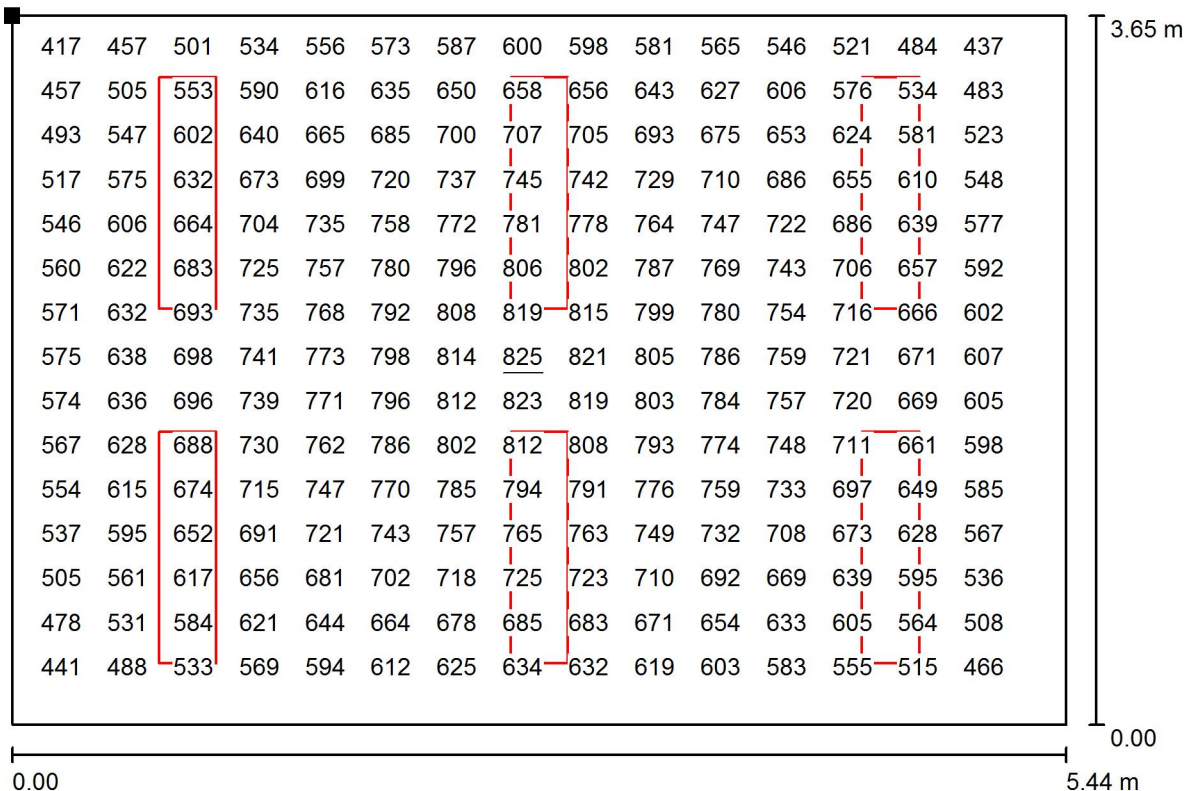 3.65 m
417 457 501 534 556 573 587 600 598 581 565 546 521 484 437
457 505 553 590 616 635 650 658 656 643 627 606 576 534 483
493 547 602 640 665 685 700 707 705 693 675 653 624 581 523
517 575 632 673 699 720 737 745 742 729 710 686 655 610 548
546 606 664 704 735 758 772 781 778 764 747 722 686 639 577
560 622 683 725 757 780 796 806 802 787 769 743 706 657 592
571 632 693 735 768 792 808 819 815 799 780 754 716 666 602
575 638 698 741 773 798 814 825 821 805 786 759 721 671 607
574 636 696 739 771 796 812 823 819 803 784 757 720 669 605
567 628 688 730 762 786 802 812 808 793 774 748 711 661 598
554 615 674 715 747 770 785 794 791 776 759 733 697 649 585
537 595 652 691 721 743 757 765 763 749 732 708 673 628 567
505 561 617 656 681 702 718 725 723 710 692 669 639 595 536
478 531 584 621 644 664 678 685 683 671 654 633 605 564 508
441 488 533 569 594 612 625 634 632 619 603 583 555 515 466
0.00
0.00 5.44 m